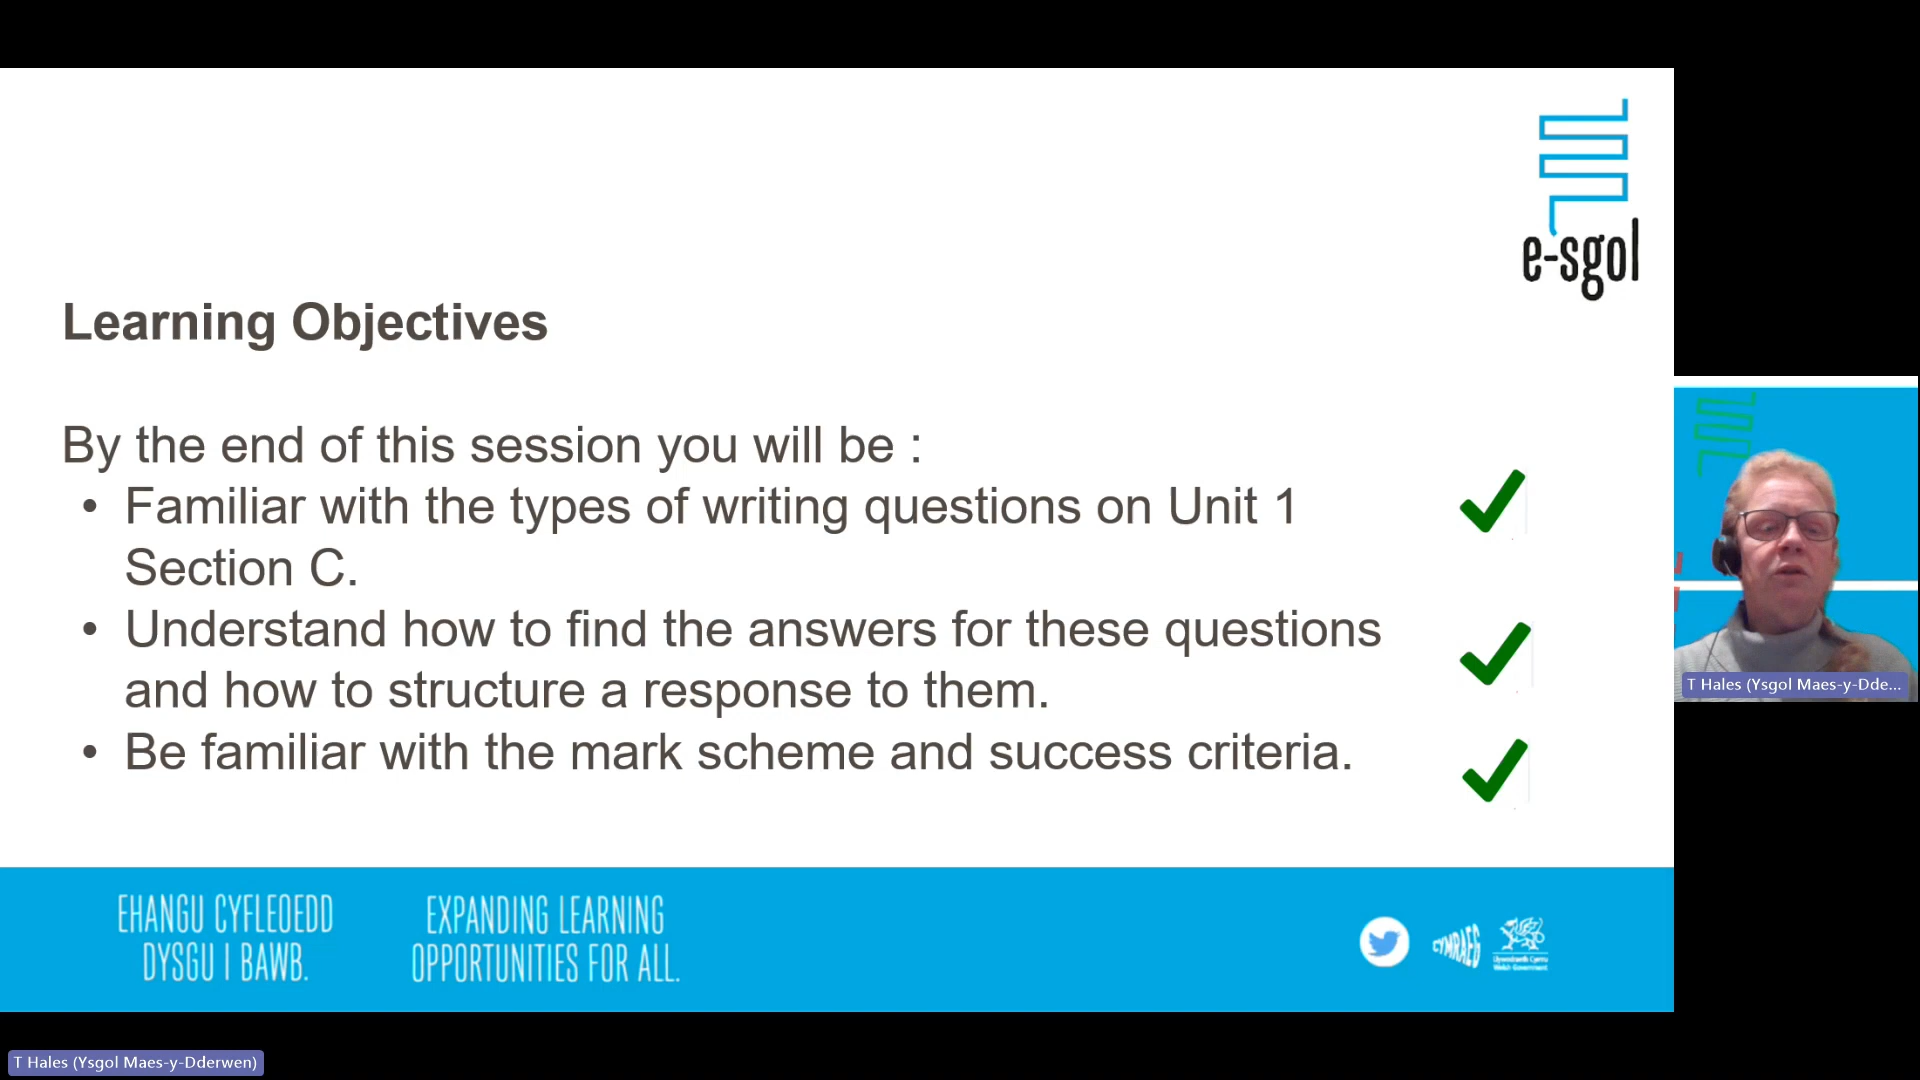 e-sgol
Learning Objectives
By the end of this session you will be :
• Familiar with the types of writing questions on Unit 1
Section C.
• Understand how to find the answers for these questions
and how to structure a response to them.
• Be familiar with the mark scheme and success criteria.
T Hales (Ysgol Maes-y-Dde...
EHANGU CYFLEOEDD
DYSGU I BAWB.
EXPANDING LEARNING
OPPORTUNITIES FOR ALL.
CYMRAEG
Llywodraeth Cymru
Welsh Government
T Hales (Ysgol Maes-y-Dderwen)